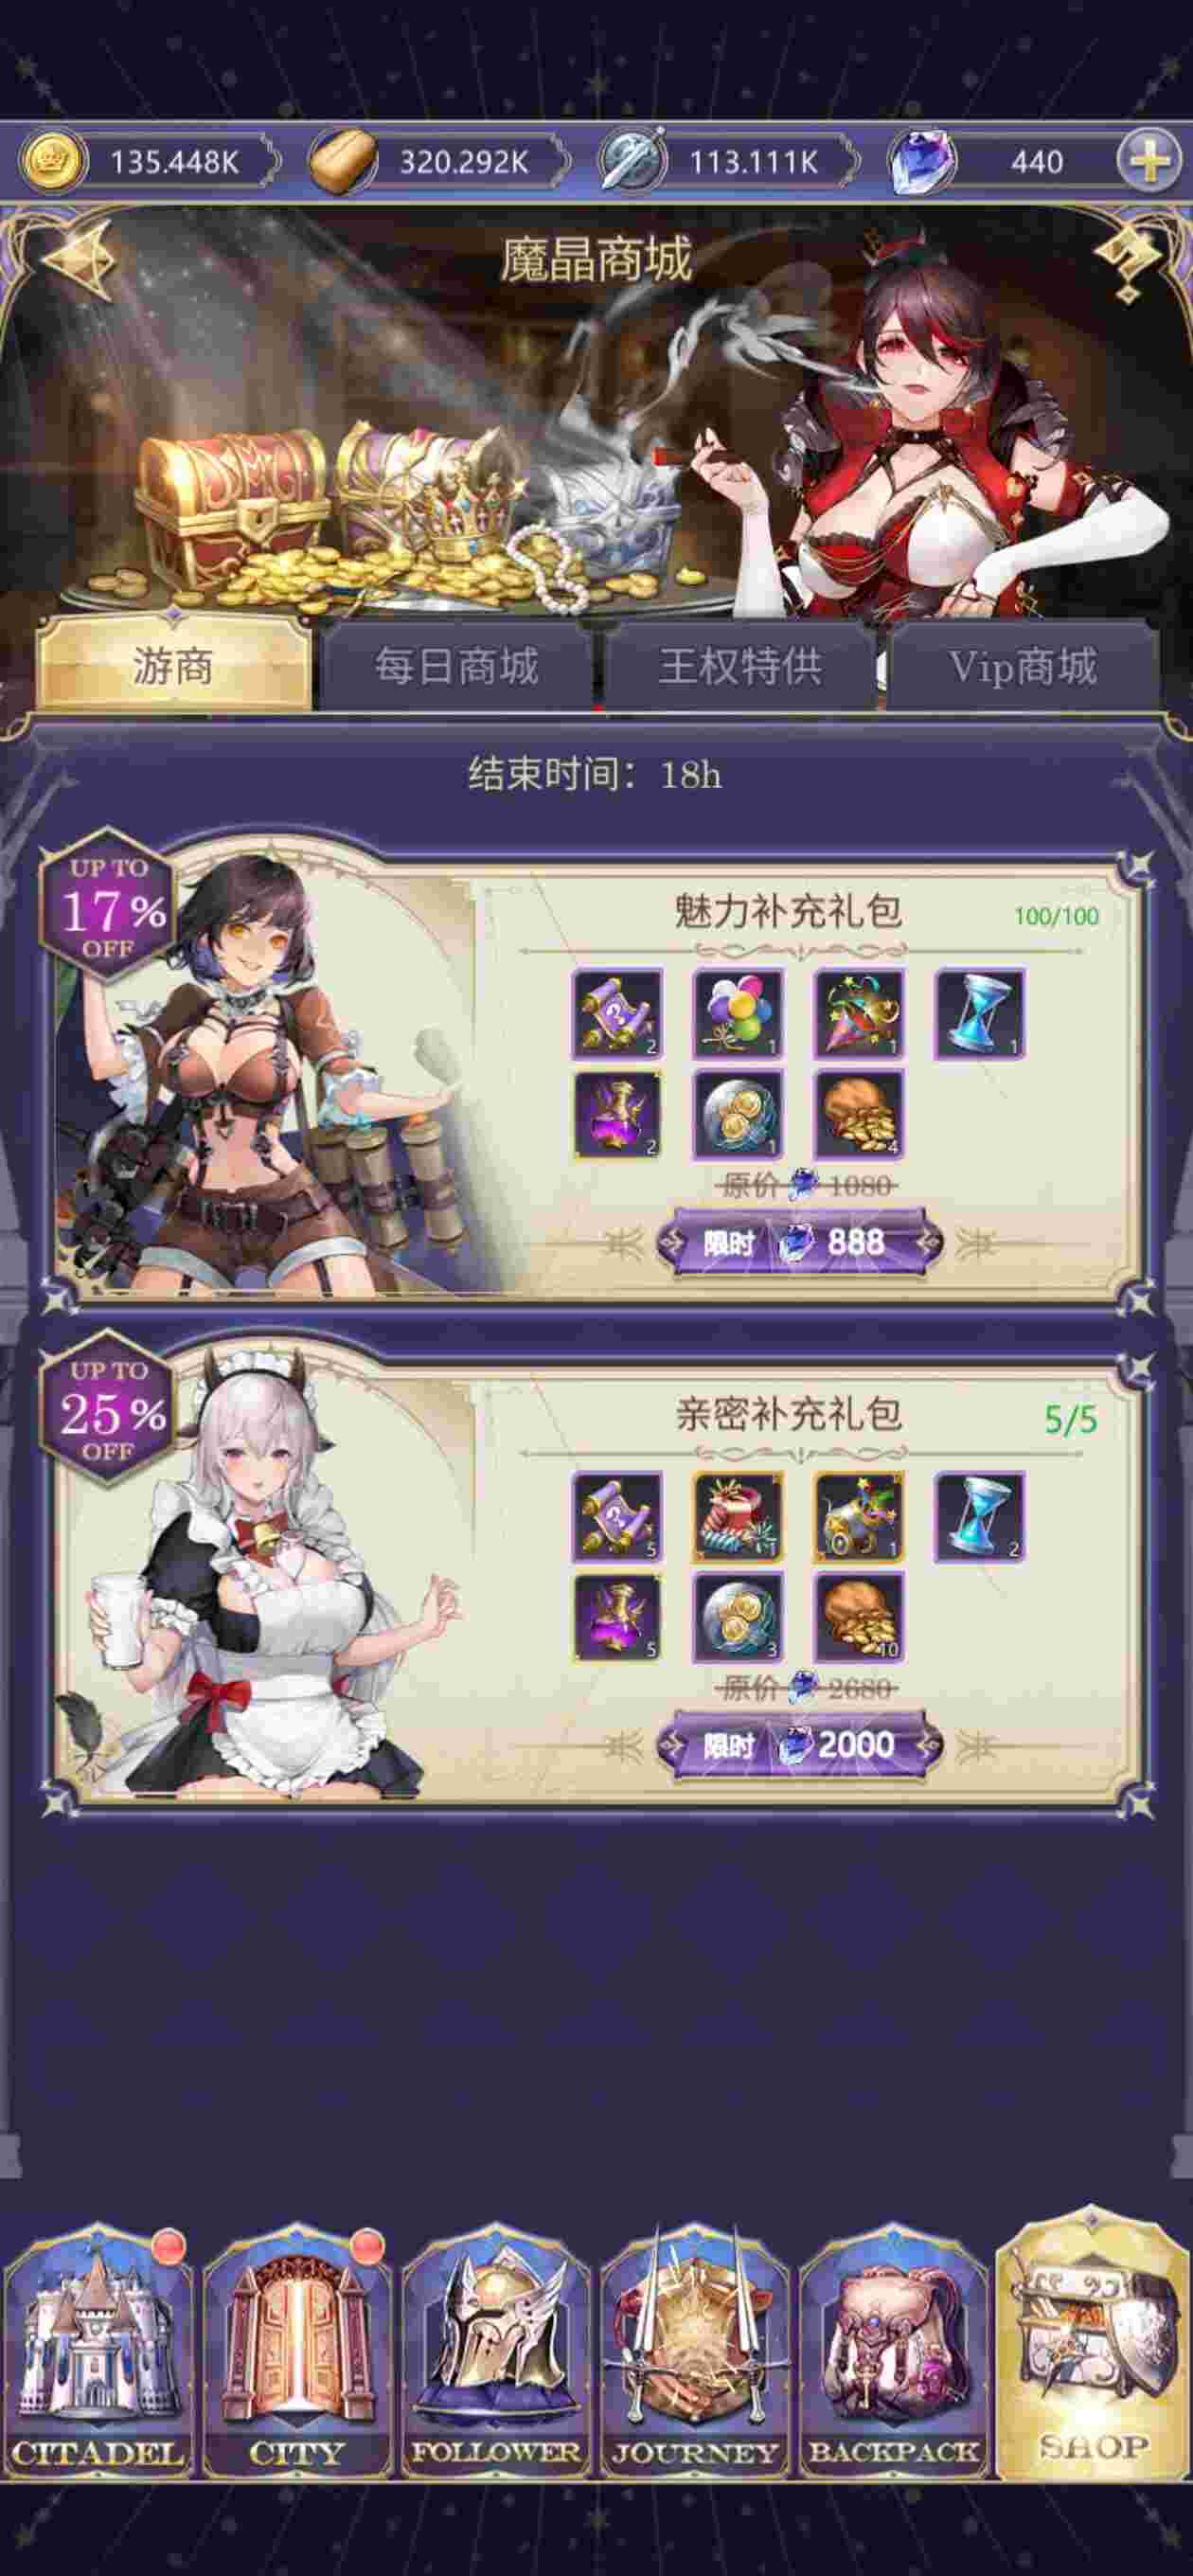 135.448K
320.292K
113.111K
440
魔晶商城
游商
每日商城
王权特供
Vip商城
结束时间：18h
UP TO
17%
OFF
魅力补充礼包
100/100
2
1
1
1
2
1
4
原价 1080
限时 888
UP TO
25%
OFF
亲密补充礼包
5/5
5
1
1
2
5
3
10
原价 2680
限时 2000
CITADEL
CITY
FOLLOWER
JOURNEY
BACKPACK
SHOP